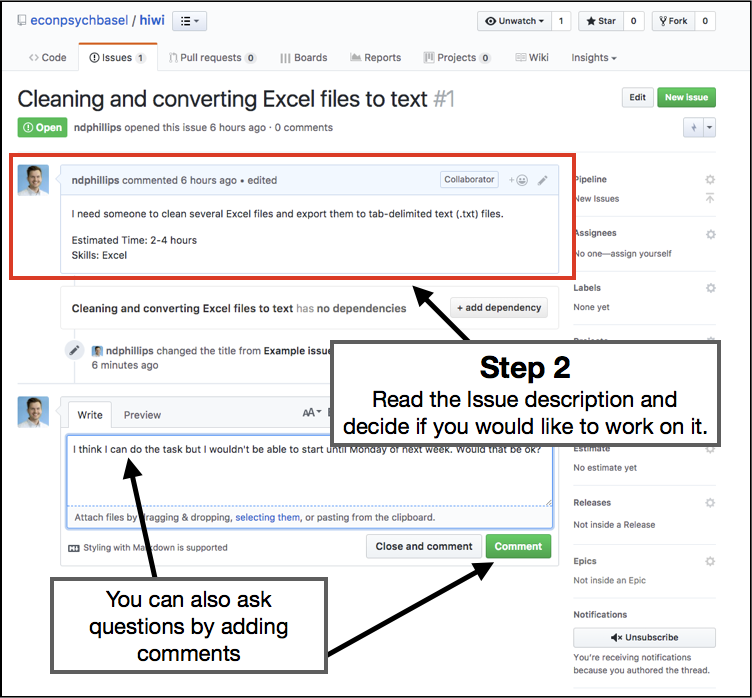 econpsychbasel / hiwi
Unwatch 1 Star 0 Fork 0
Code Issues 1 Pull requests 0 Boards Reports Projects 0 Wiki Insights
Cleaning and converting Excel files to text #1
Edit New issue
Open ndphillips opened this issue 6 hours ago · 0 comments
ndphillips commented 6 hours ago • edited
Collaborator
I need someone to clean several Excel files and export them to tab-delimited text (.txt) files.
Estimated Time: 2-4 hours
Skills: Excel
Pipeline
New Issues
Assignees
No one—assign yourself
Labels
None yet
Cleaning and converting Excel files to text has no dependencies
+ add dependency
ndphillips changed the title from Example issue
6 minutes ago
Projects
Step 2
Read the Issue description and
decide if you would like to work on it.
Write Preview
AA
I think I can do the task but I wouldn't be able to start until Monday of next week. Would that be ok?
Attach files by dragging & dropping, selecting them, or pasting from the clipboard.
Styling with Markdown is supported
Close and comment Comment
Estimate
No estimate yet
Releases
Not inside a Release
Epics
Not inside an Epic
Notifications
Unsubscribe
You're receiving notifications
because you authored the thread.
You can also ask
questions by adding
comments